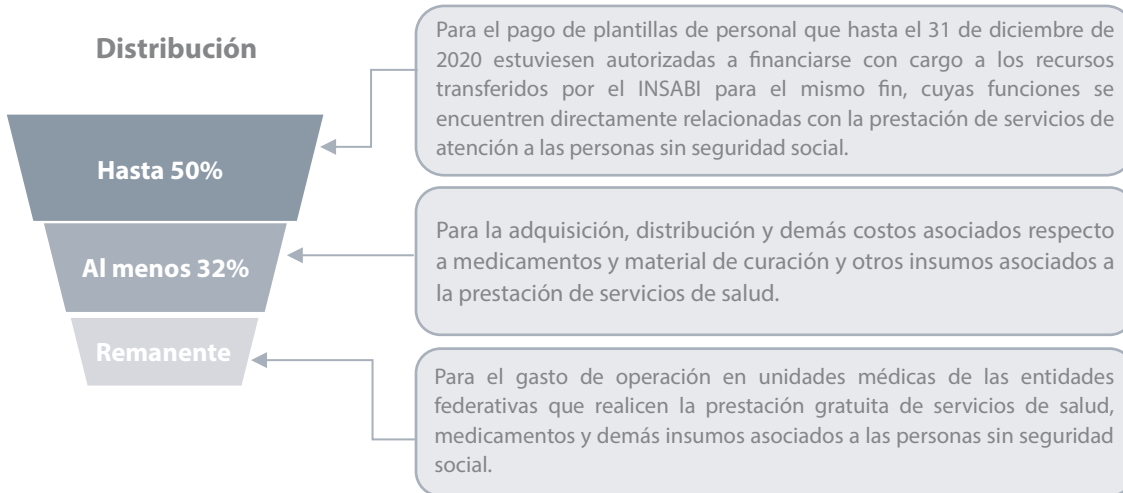 Distribución
Hasta 50%
Al menos 32%
Remanente
Para el pago de plantillas de personal que hasta el 31 de diciembre de
2020 estuviesen autorizadas a financiarse con cargo a los recursos
transferidos por el INSABI para el mismo fin, cuyas funciones se
encuentren directamente relacionadas con la prestación de servicios de
atención a las personas sin seguridad social.
Para la adquisición, distribución y demás costos asociados respecto
a medicamentos y material de curación y otros insumos asociados a
la prestación de servicios de salud.
Para el gasto de operación en unidades médicas de las entidades
federativas que realicen la prestación gratuita de servicios de salud,
medicamentos y demás insumos asociados a las personas sin seguridad
social.